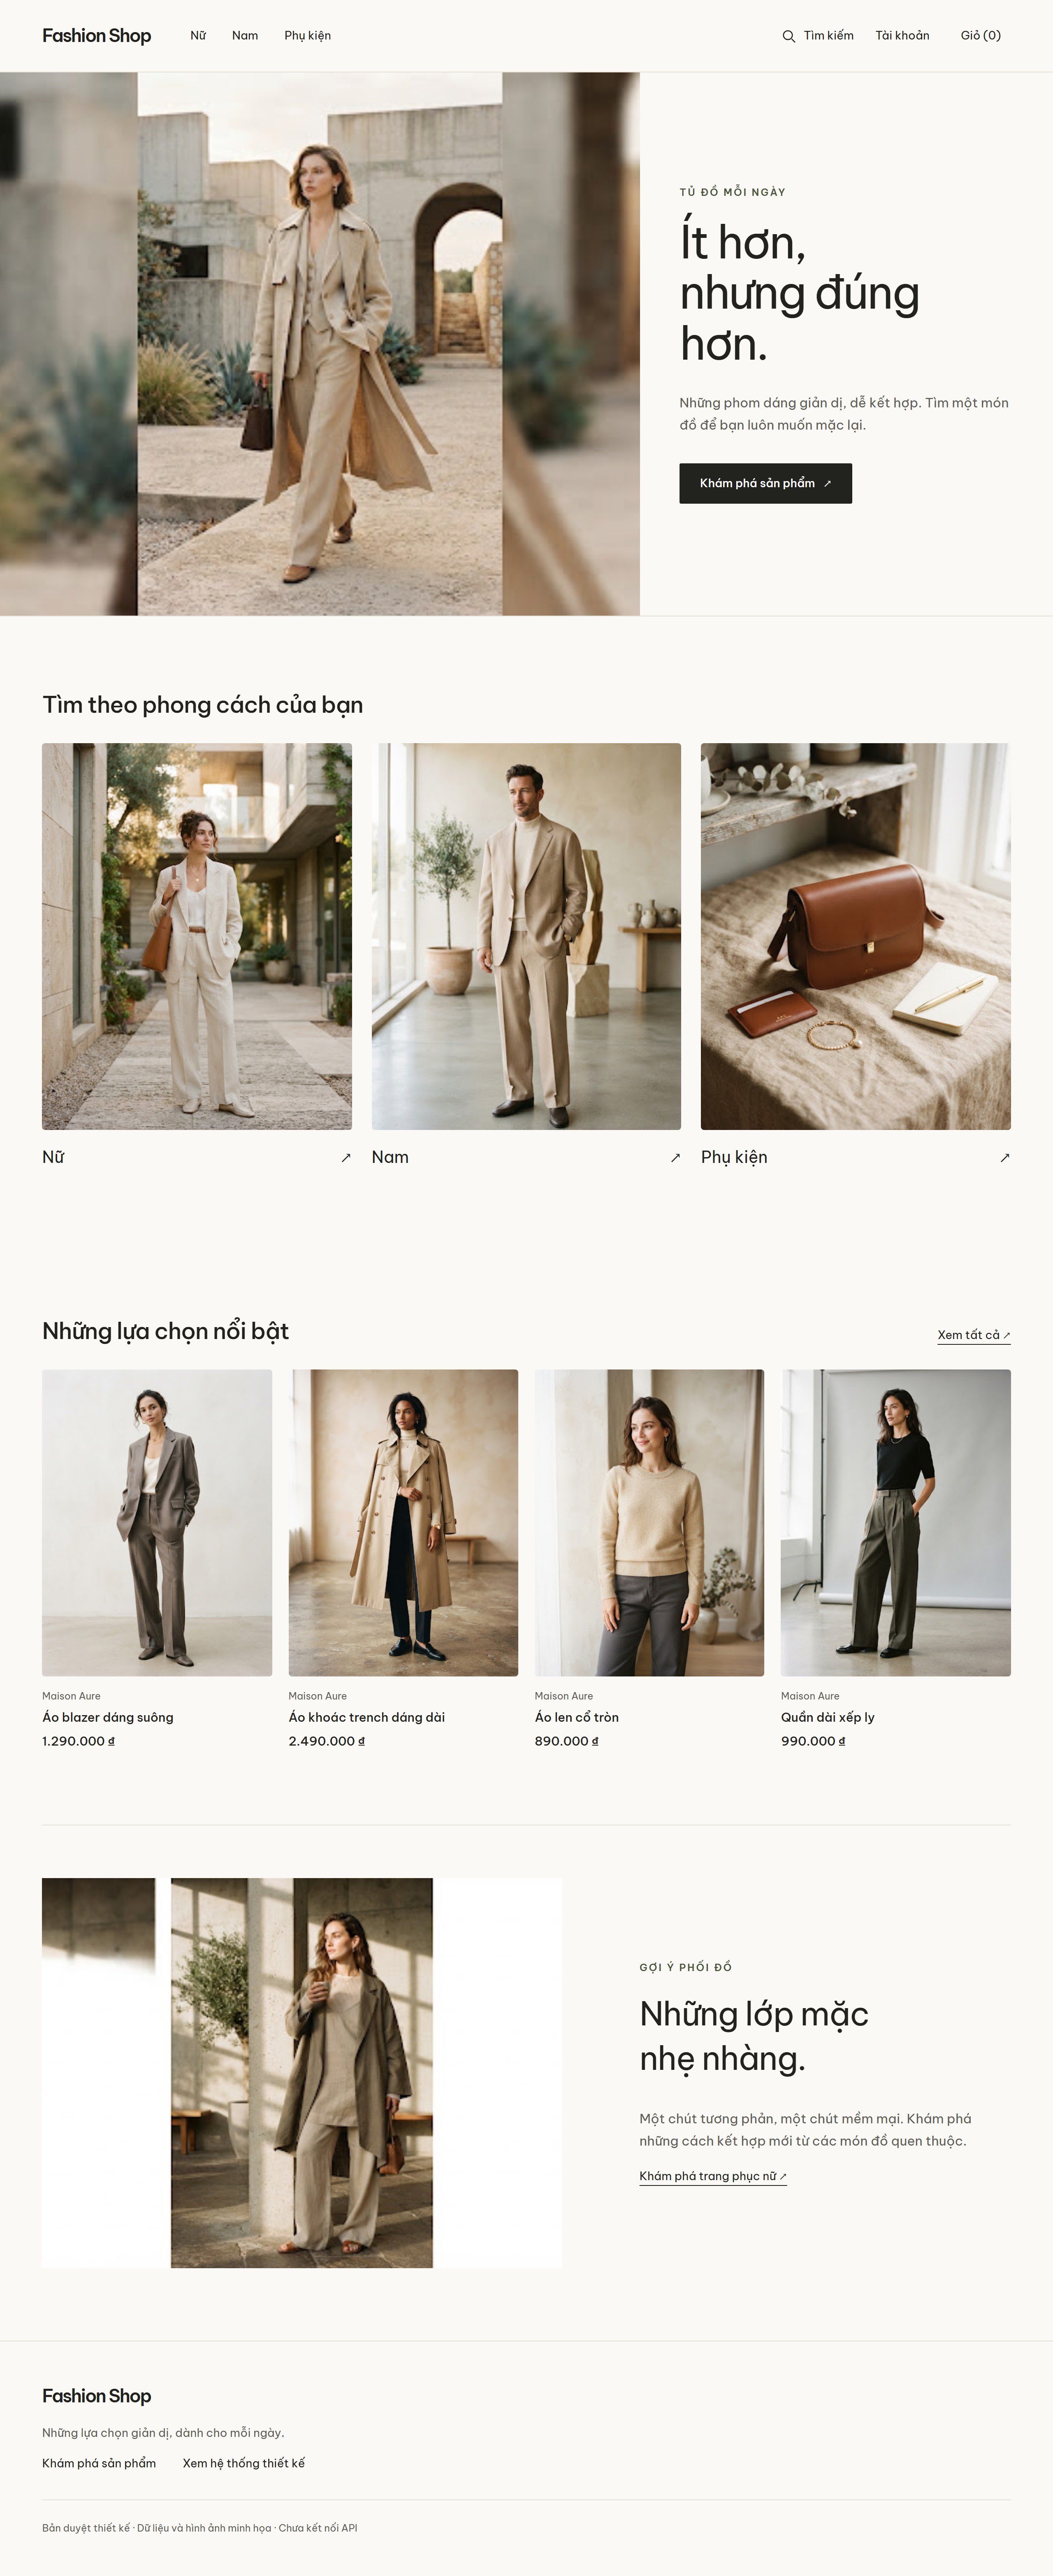 Fashion Shop
Nữ
Nam
Phụ kiện
Tìm kiếm
Tài khoản
Giỏ (0)
TỦ ĐỒ MỖI NGÀY
Ít hơn,
nhưng đúng
hơn.
Những phom dáng giản dị, dễ kết hợp. Tìm một món
đồ để bạn luôn muốn mặc lại.
Khám phá sản phẩm ↗
Tìm theo phong cách của bạn
Nữ ↗
Nam ↗
Phụ kiện ↗
Những lựa chọn nổi bật
Xem tất cả ↗
Maison Aure
Áo blazer dáng suông
1.290.000 ₫
Maison Aure
Áo khoác trench dáng dài
2.490.000 ₫
Maison Aure
Áo len cổ tròn
890.000 ₫
Maison Aure
Quần dài xếp ly
990.000 ₫
GỢI Ý PHỐI ĐỒ
Những lớp mặc
nhẹ nhàng.
Một chút tương phản, một chút mềm mại. Khám phá
những cách kết hợp mới từ các món đồ quen thuộc.
Khám phá trang phục nữ ↗
Fashion Shop
Những lựa chọn giản dị, dành cho mỗi ngày.
Khám phá sản phẩm
Xem hệ thống thiết kế
Bản duyệt thiết kế · Dữ liệu và hình ảnh minh họa · Chưa kết nối API